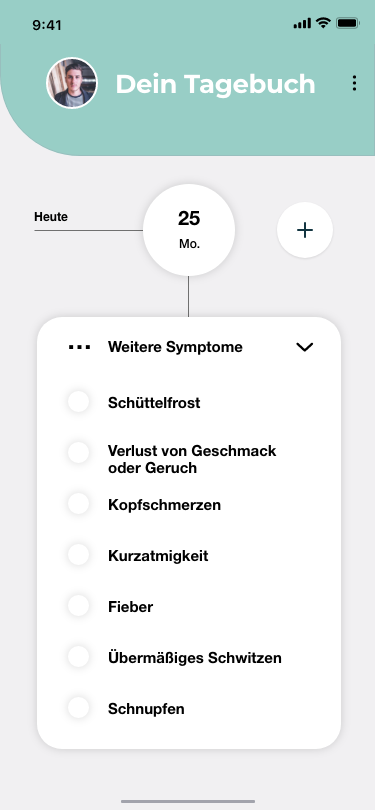 9:41
Dein Tagebuch
Heute
25
Mo.
Weitere Symptome
Schüttelfrost
Verlust von Geschmack
oder Geruch
Kopfschmerzen
Kurzatmigkeit
Fieber
Übermäßiges Schwitzen
Schnupfen